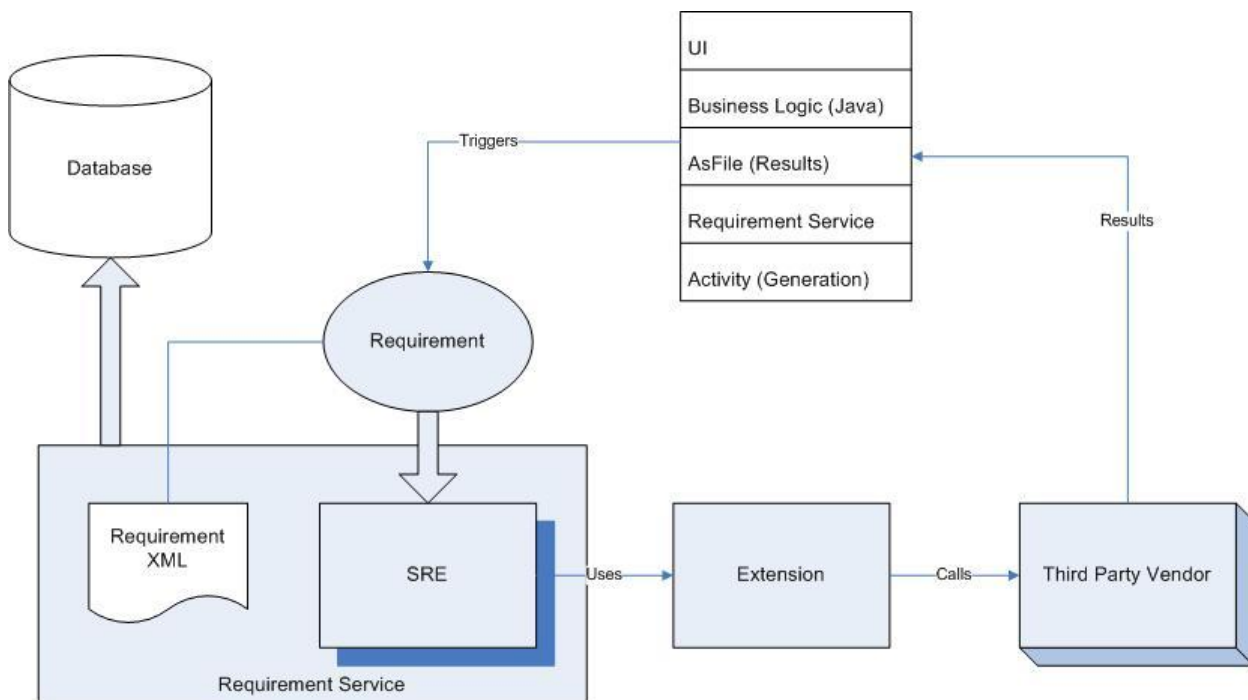 UI
Business Logic (Java)
AsFile (Results)
Requirement Service
Activity (Generation)
Database
Triggers
Results
Requirement
Requirement
XML
SRE
Uses
Extension
Calls
Third Party Vendor
Requirement Service